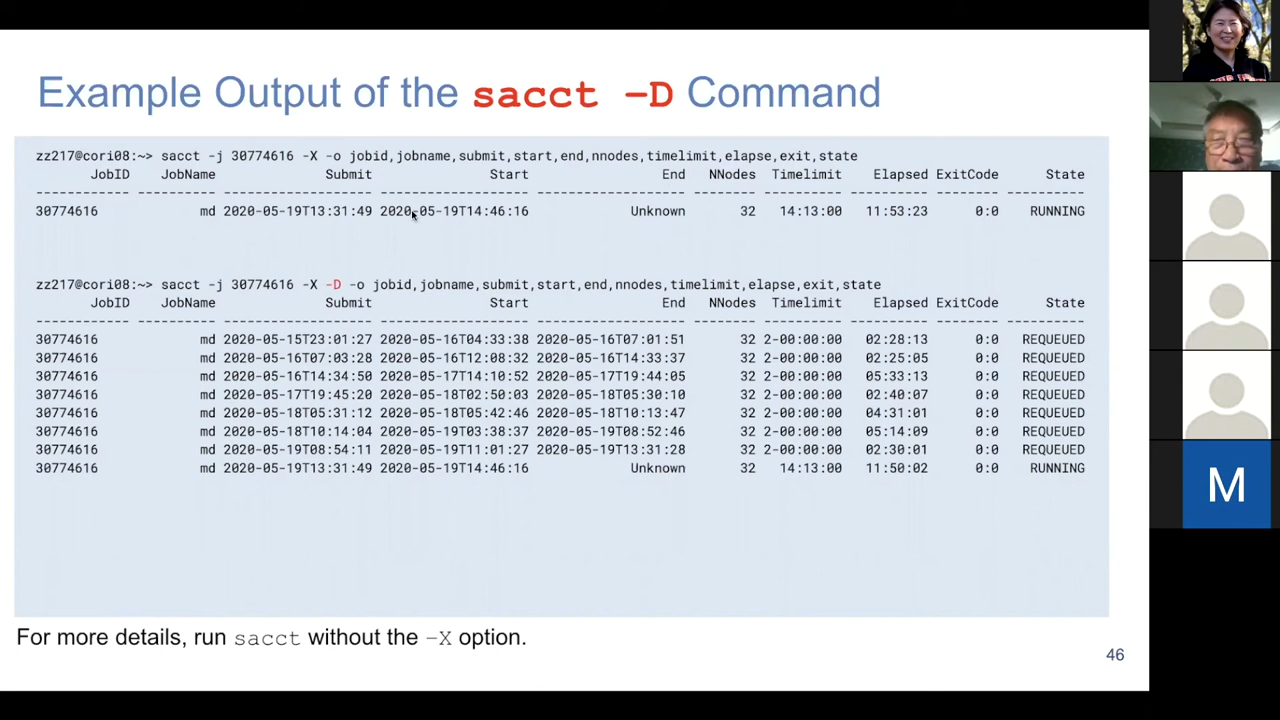 Example Output of the sacct -D Command
zz217@cori08:~> sacct -j 30774616 -X -o jobid,jobname,submit,start,end,nnodes,timelimit,elapse,exit,state
JobID JobName Submit Start End NNodes Timelimit Elapsed ExitCode State
------------ ---------- ------------------- ------------------- ------------------- -------- ---------- ---------- -------- ----------
30774616 md 2020-05-19T13:31:49 2020-05-19T14:46:16 Unknown 32 14:13:00 11:53:23 0:0 RUNNING
zz217@cori08:~> sacct -j 30774616 -X -D -o jobid,jobname,submit,start,end,nnodes,timelimit,elapse,exit,state
JobID JobName Submit Start End NNodes Timelimit Elapsed ExitCode State
------------ ---------- ------------------- ------------------- ------------------- -------- ---------- ---------- -------- ----------
30774616 md 2020-05-15T23:01:27 2020-05-16T04:33:38 2020-05-16T07:01:51 32 2-00:00:00 02:28:13 0:0 REQUEUED
30774616 md 2020-05-16T07:03:28 2020-05-16T12:08:32 2020-05-16T14:33:37 32 2-00:00:00 02:25:05 0:0 REQUEUED
30774616 md 2020-05-16T14:34:50 2020-05-17T14:10:52 2020-05-17T19:44:05 32 2-00:00:00 05:33:13 0:0 REQUEUED
30774616 md 2020-05-17T19:45:20 2020-05-18T02:50:03 2020-05-18T05:30:10 32 2-00:00:00 02:40:07 0:0 REQUEUED
30774616 md 2020-05-18T05:31:12 2020-05-18T05:42:46 2020-05-18T10:13:47 32 2-00:00:00 04:31:01 0:0 REQUEUED
30774616 md 2020-05-18T10:14:04 2020-05-19T03:38:37 2020-05-19T08:52:46 32 2-00:00:00 05:14:09 0:0 REQUEUED
30774616 md 2020-05-19T08:54:11 2020-05-19T11:01:27 2020-05-19T13:31:28 32 2-00:00:00 02:30:01 0:0 REQUEUED
30774616 md 2020-05-19T13:31:49 2020-05-19T14:46:16 Unknown 32 14:13:00 11:50:02 0:0 RUNNING
For more details, run sacct without the -X option.
46
M